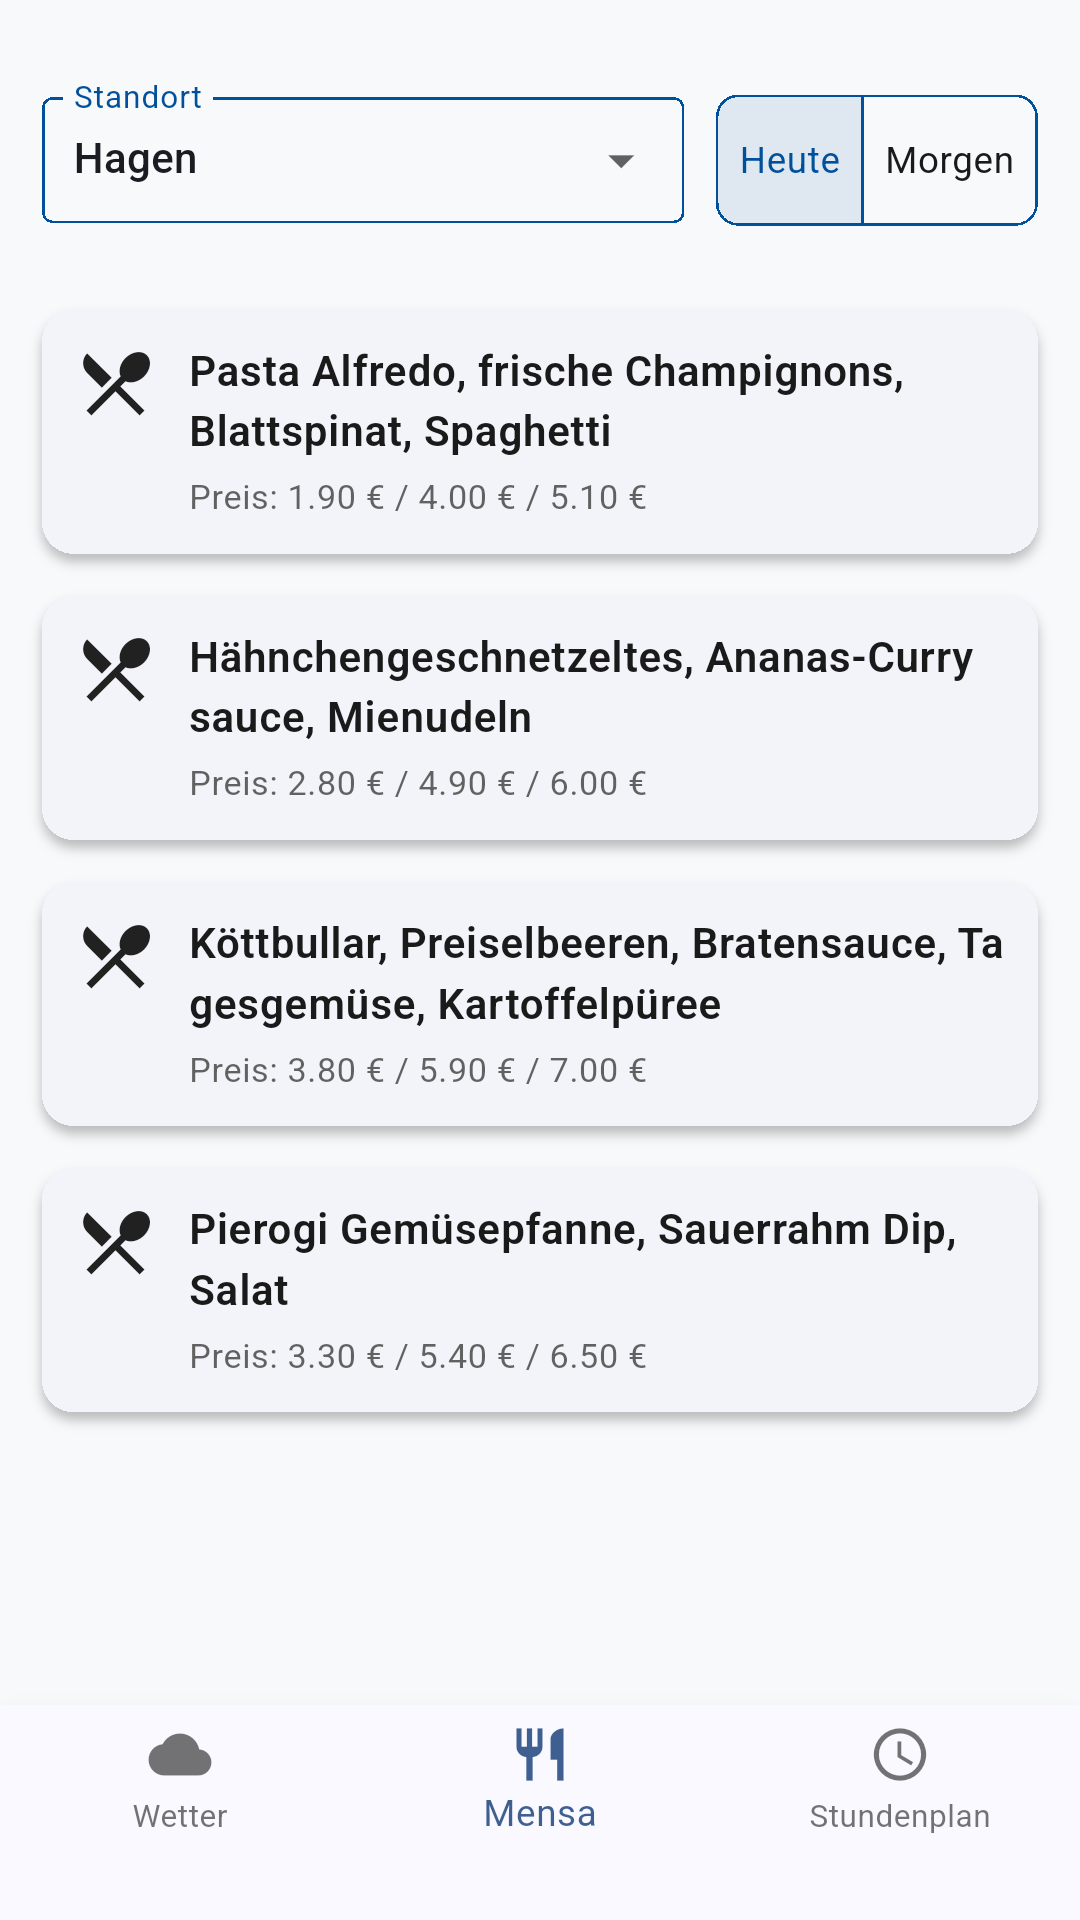 Standort
Hagen
Heute
Morgen
Pasta Alfredo, frische Champignons,
Blattspinat, Spaghetti
Preis: 1.90 € / 4.00 € / 5.10 €
Hähnchengeschnetzeltes, Ananas-Curry
sauce, Mienudeln
Preis: 2.80 € / 4.90 € / 6.00 €
Köttbullar, Preiselbeeren, Bratensauce, Ta
gesgemüse, Kartoffelpüree
Preis: 3.80 € / 5.90 € / 7.00 €
Pierogi Gemüsepfanne, Sauerrahm Dip,
Salat
Preis: 3.30 € / 5.40 € / 6.50 €
Wetter
Mensa
Stundenplan